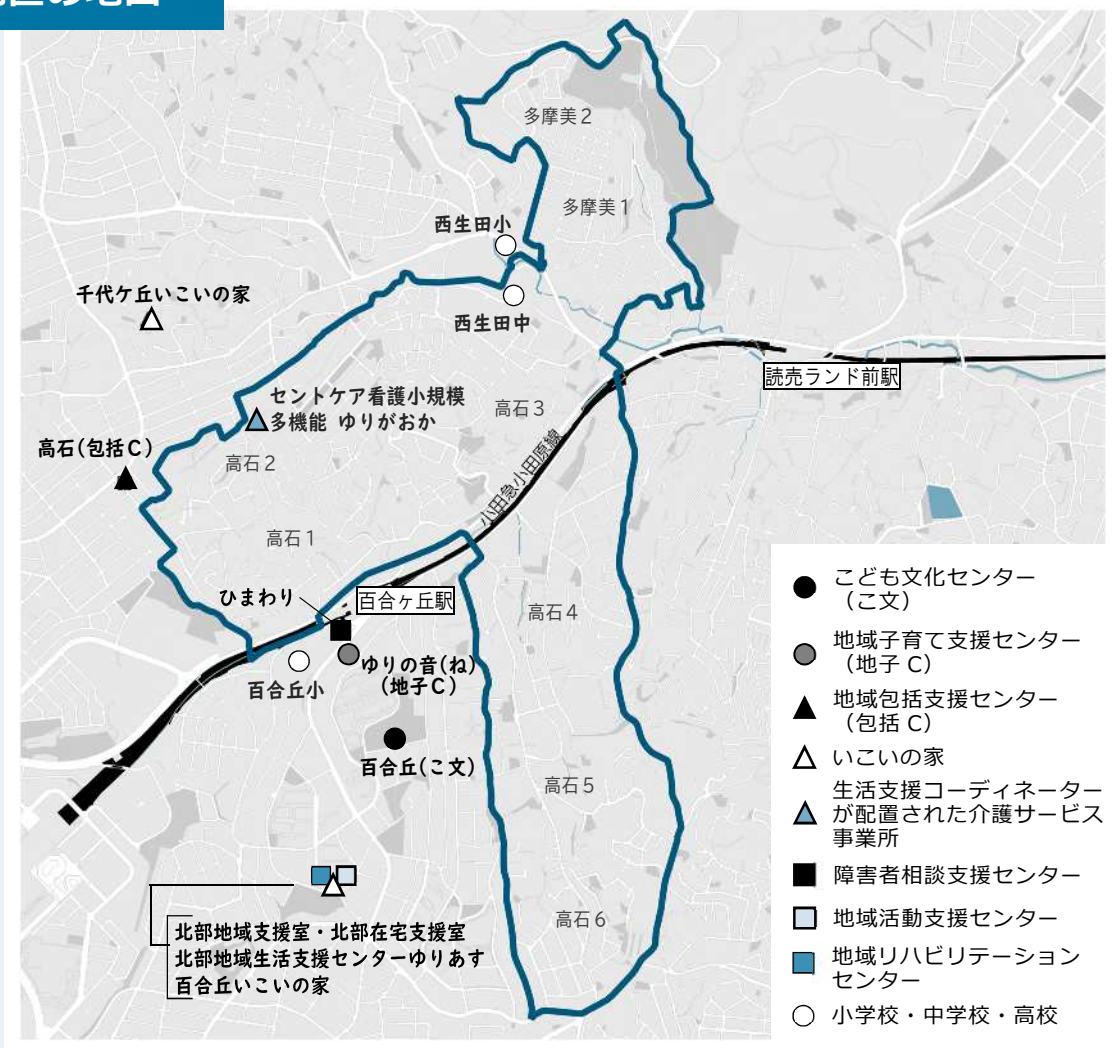 区の地図
多摩美2
多摩美1
西生田小
千代ケ丘いこいの家
西生田中
読売ランド前駅
セントケア看護小規模
多機能 ゆりがおか
高石3
高石(包括C)
高石2
小田急小田原線
高石1
ひまわり
百合ヶ丘駅
高石4
ゆりの音(ね)
(地子C)
百合丘小
百合丘(こ文)
高石5
高石6
北部地域支援室・北部在宅支援室
北部地域生活支援センターゆりあす
百合丘いこいの家
こども文化センター
(こ文)
地域子育て支援センター
(地子 C)
地域包括支援センター
(包括 C)
いこいの家
生活支援コーディネーター
が配置された介護サービス
事業所
障害者相談支援センター
地域活動支援センター
地域リハビリテーション
センター
小学校・中学校・高校